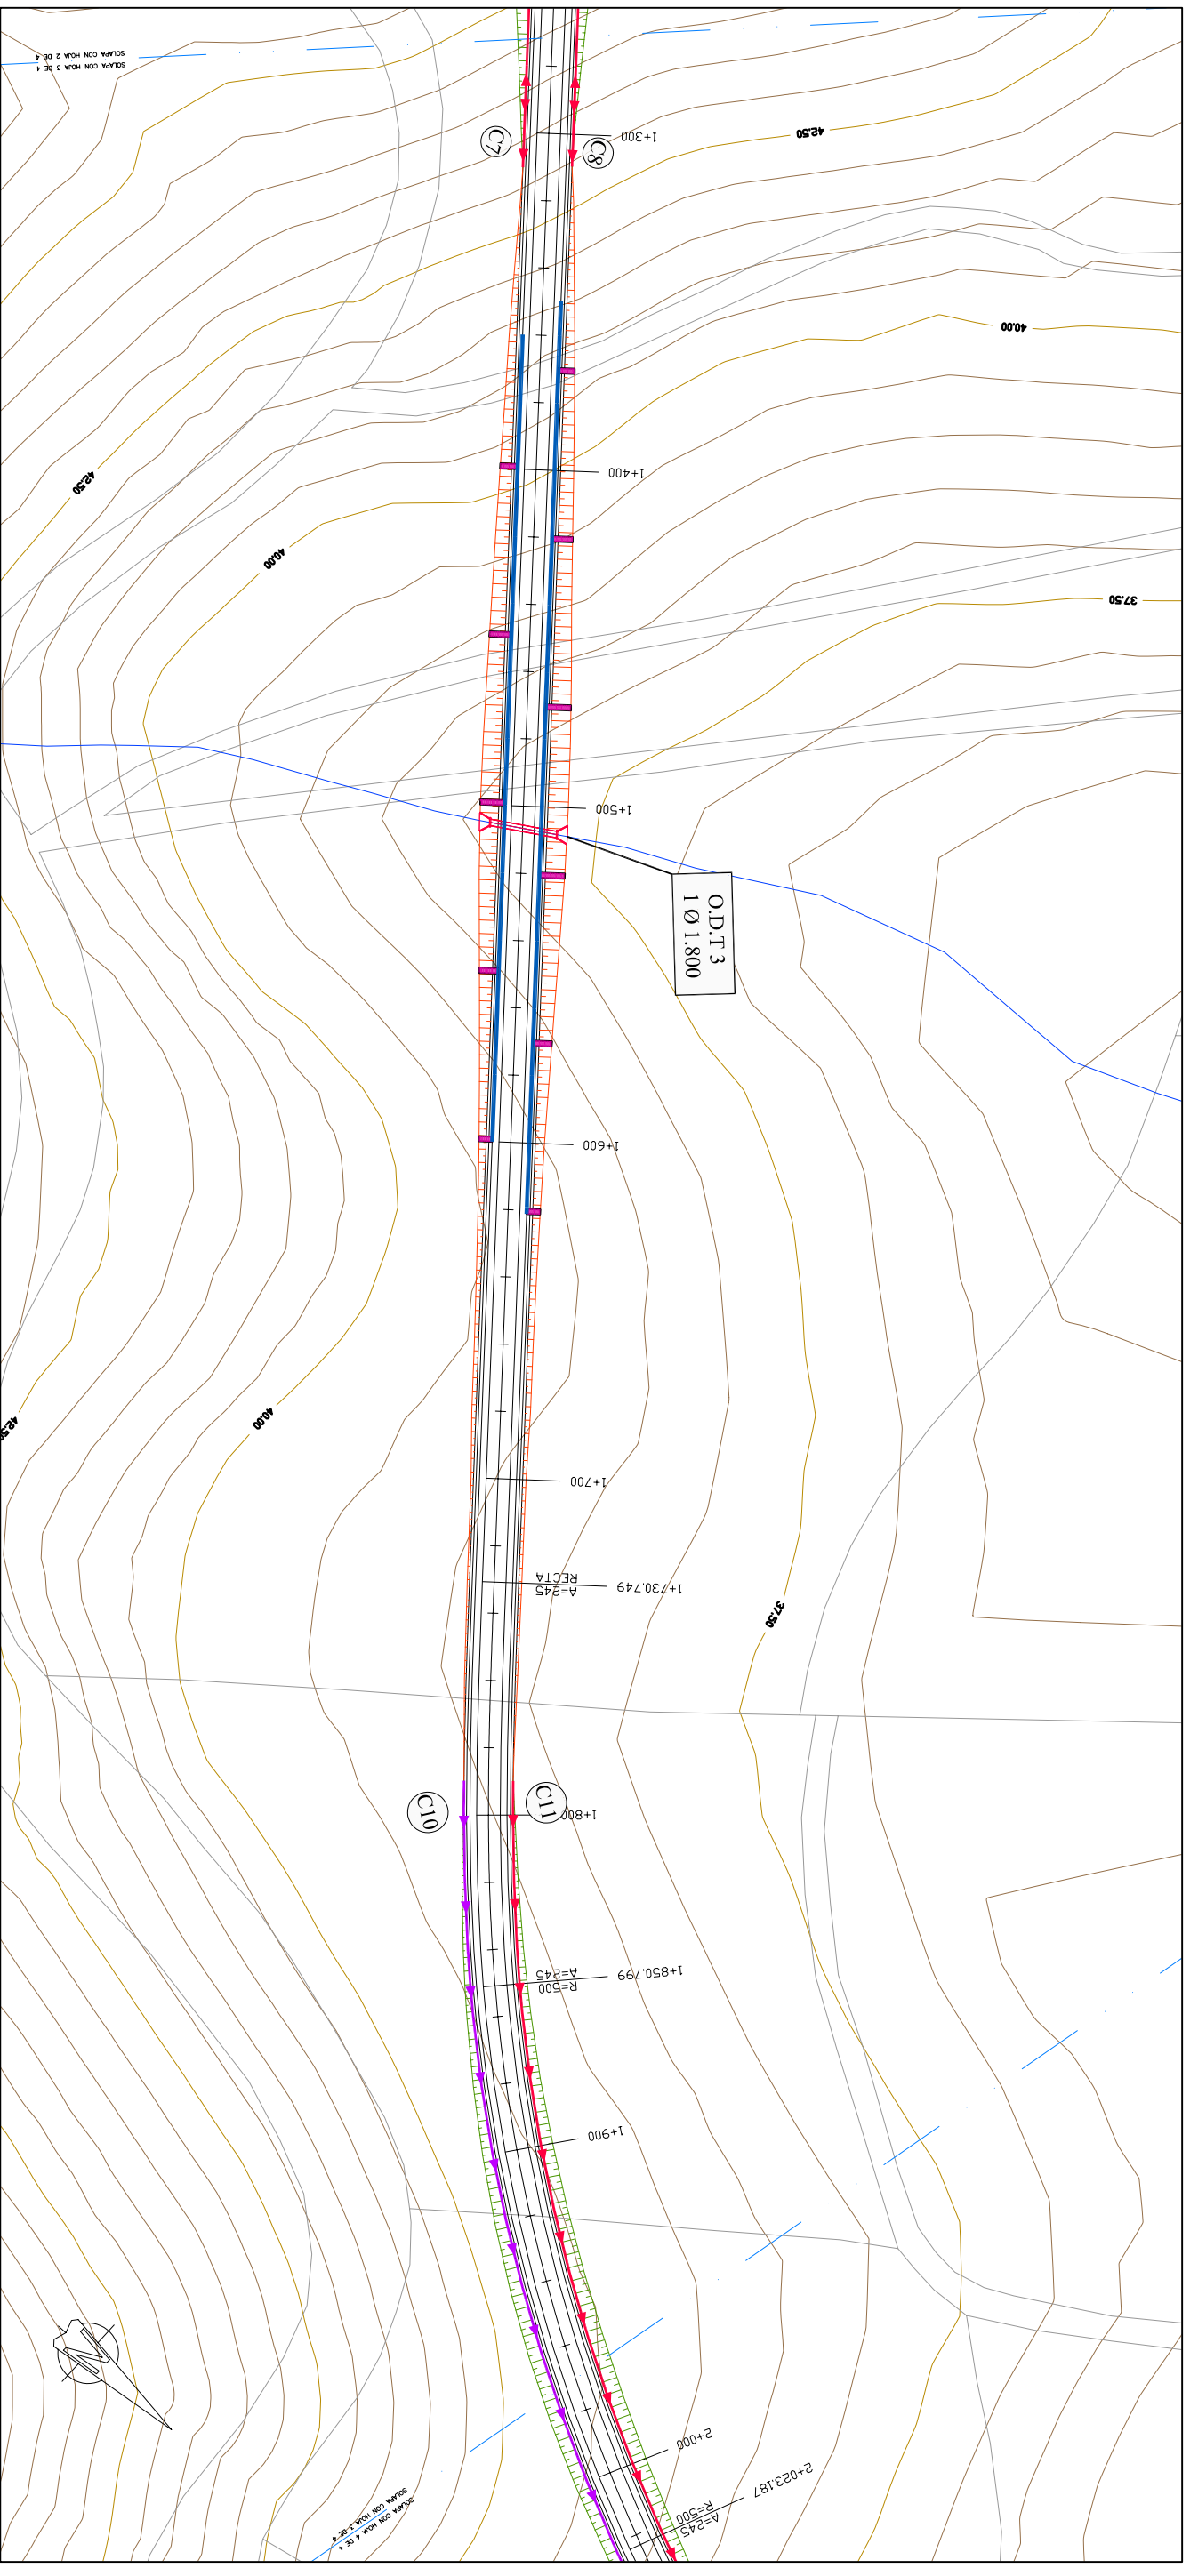 SOLAPA CON HOJA 2 DE 4
SOLAPA CON HOJA 3 DE 4
C7
C8
1+300
42.50
40.00
1+400
42.50
40.00
37.50
1+500
O.D.T 3
1 Ø 1.800
1+600
42.50
40.00
1+700
RECTA
A=245
1+730.749
37.50
C10
C11
1+800
A=245
R=500
1+850.799
1+900
N
2+000
2+023.187
R=500
A=245
SOLAPA CON HOJA 3 DE 4
SOLAPA CON HOJA 4 DE 4